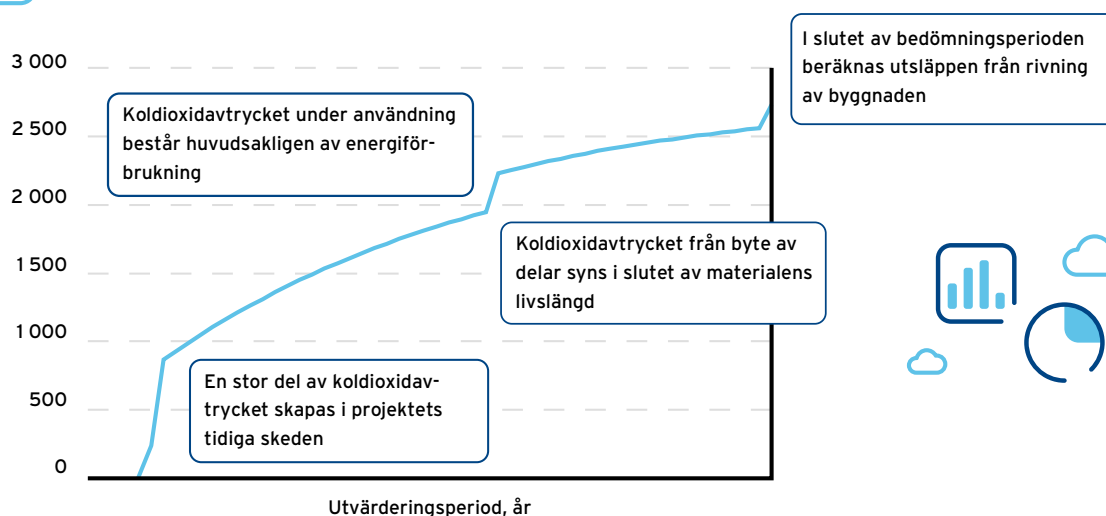 I slutet av bedömningsperioden
beräknas utsläppen från rivning
av byggnaden
3 000
Koldioxidavtrycket under användning
består huvudsakligen av energiför-
brukning
2 500
2 000
Koldioxidavtrycket från byte av
delar syns i slutet av materialens
livslängd
1 500
1 000
En stor del av koldioxidav-
trycket skapas i projektets
tidiga skeden
500
0
Utvärderingsperiod, år